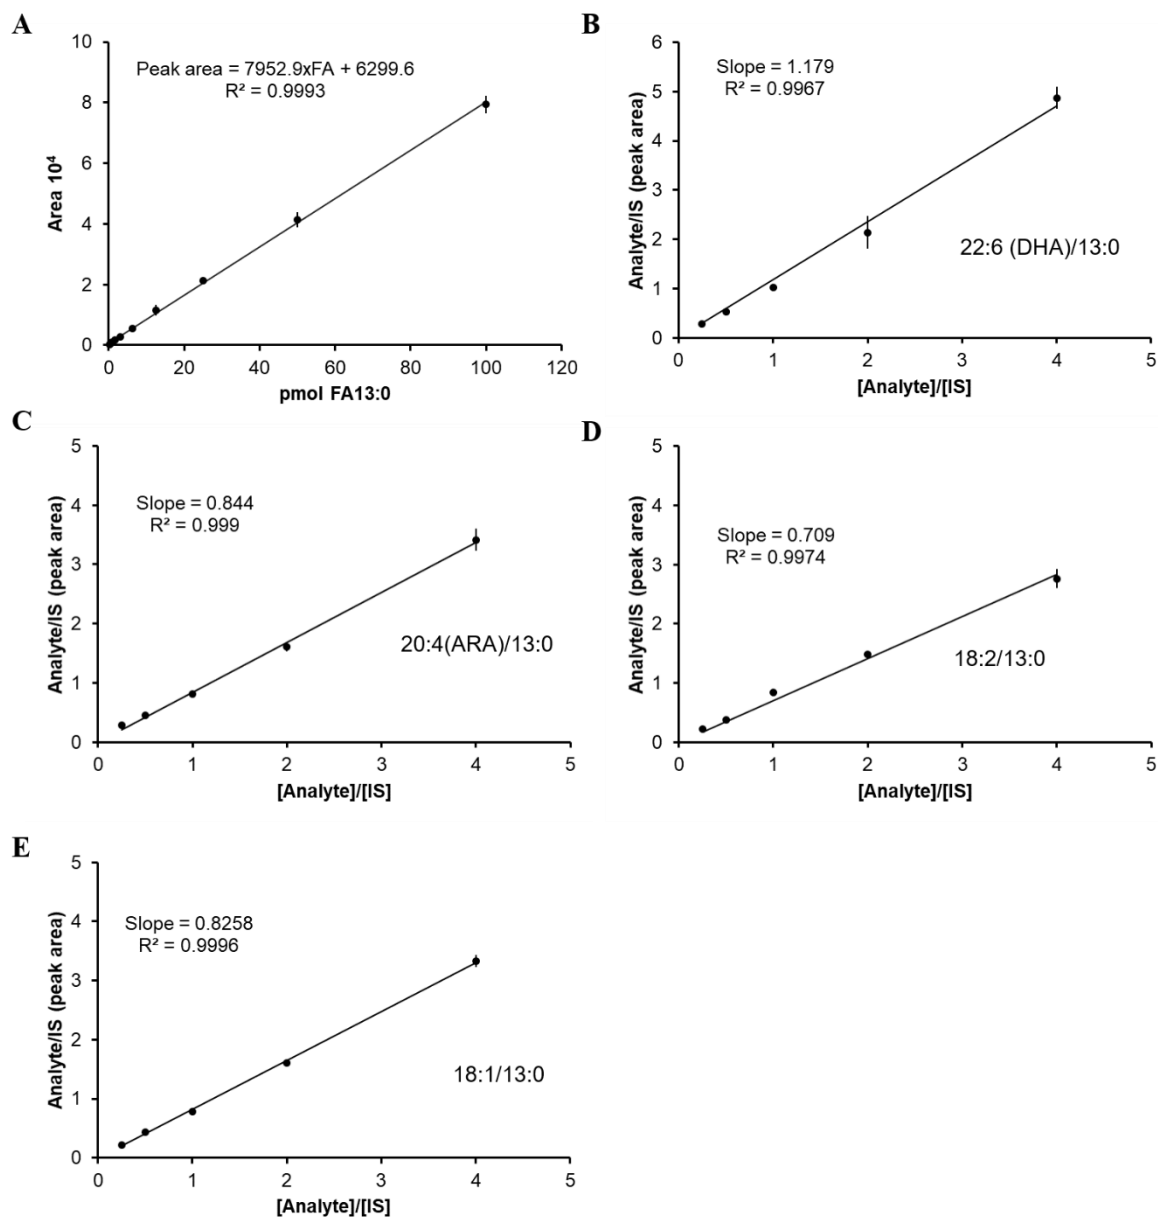 A
Peak area = 7952.9xFA + 6299.6
R² = 0.9993
Area 10⁴
10
8
6
4
2
0
0 20 40 60 80 100 120
pmol FA13:0
B
Slope = 1.179
R² = 0.9967
Analyte/IS (peak area)
6
5
4
3
2
1
0
22:6 (DHA)/13:0
0 1 2 3 4 5
[Analyte]/[IS]
C
Slope = 0.844
R² = 0.999
Analyte/IS (peak area)
5
4
3
2
1
0
20:4(ARA)/13:0
0 1 2 3 4 5
[Analyte]/[IS]
D
Slope = 0.709
R² = 0.9974
Analyte/IS (peak area)
5
4
3
2
1
0
18:2/13:0
0 1 2 3 4 5
[Analyte]/[IS]
E
Slope = 0.8258
R² = 0.9996
Analyte/IS (peak area)
5
4
3
2
1
0
18:1/13:0
0 1 2 3 4 5
[Analyte]/[IS]